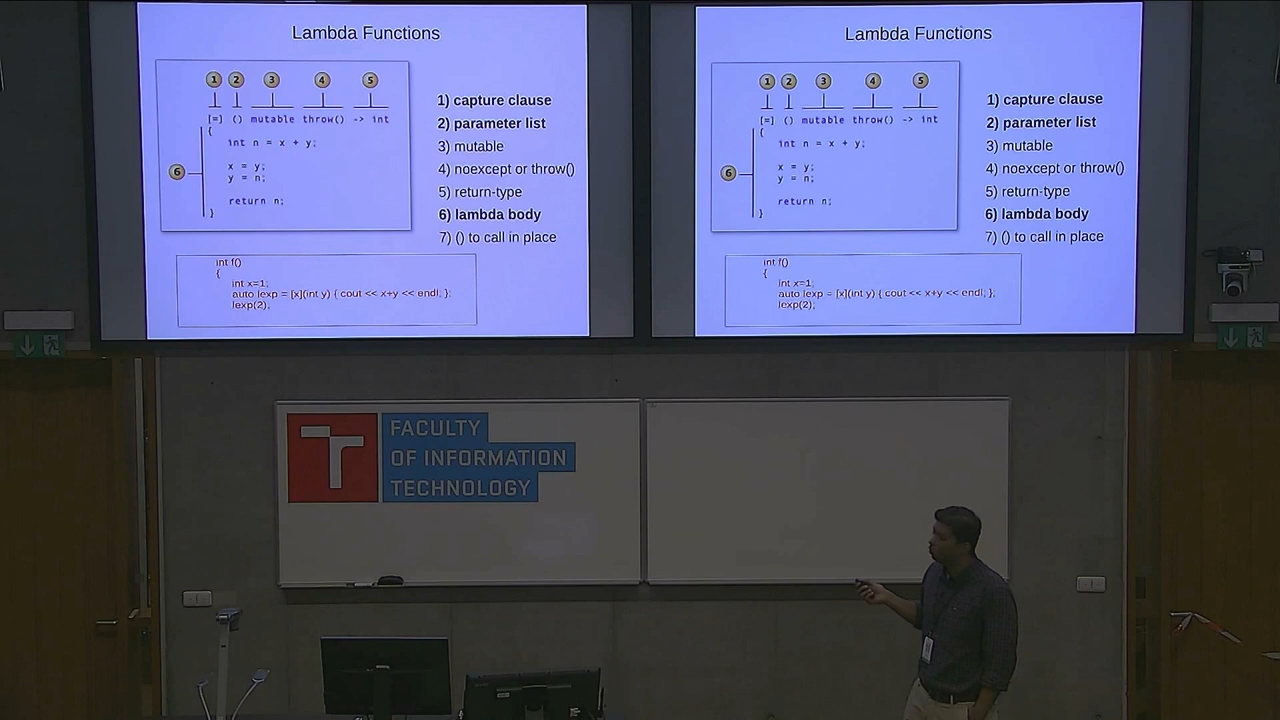 Lambda Functions
1 2 3 4 5
[=] () mutable throw() -> int
{
int n = x + y;
x = y;
y = n;
return n;
}
6
1) capture clause
2) parameter list
3) mutable
4) noexcept or throw()
5) return-type
6) lambda body
7) () to call in place
int f()
{
int x=1;
auto lexp = [x](int y) { cout << x+y << endl; };
lexp(2);
Lambda Functions
1 2 3 4 5
[=] () mutable throw() -> int
{
int n = x + y;
x = y;
y = n;
return n;
}
6
1) capture clause
2) parameter list
3) mutable
4) noexcept or throw()
5) return-type
6) lambda body
7) () to call in place
int f()
{
int x=1;
auto lexp = [x](int y) { cout << x+y << endl; };
lexp(2);
T FACULTY
OF INFORMATION
TECHNOLOGY